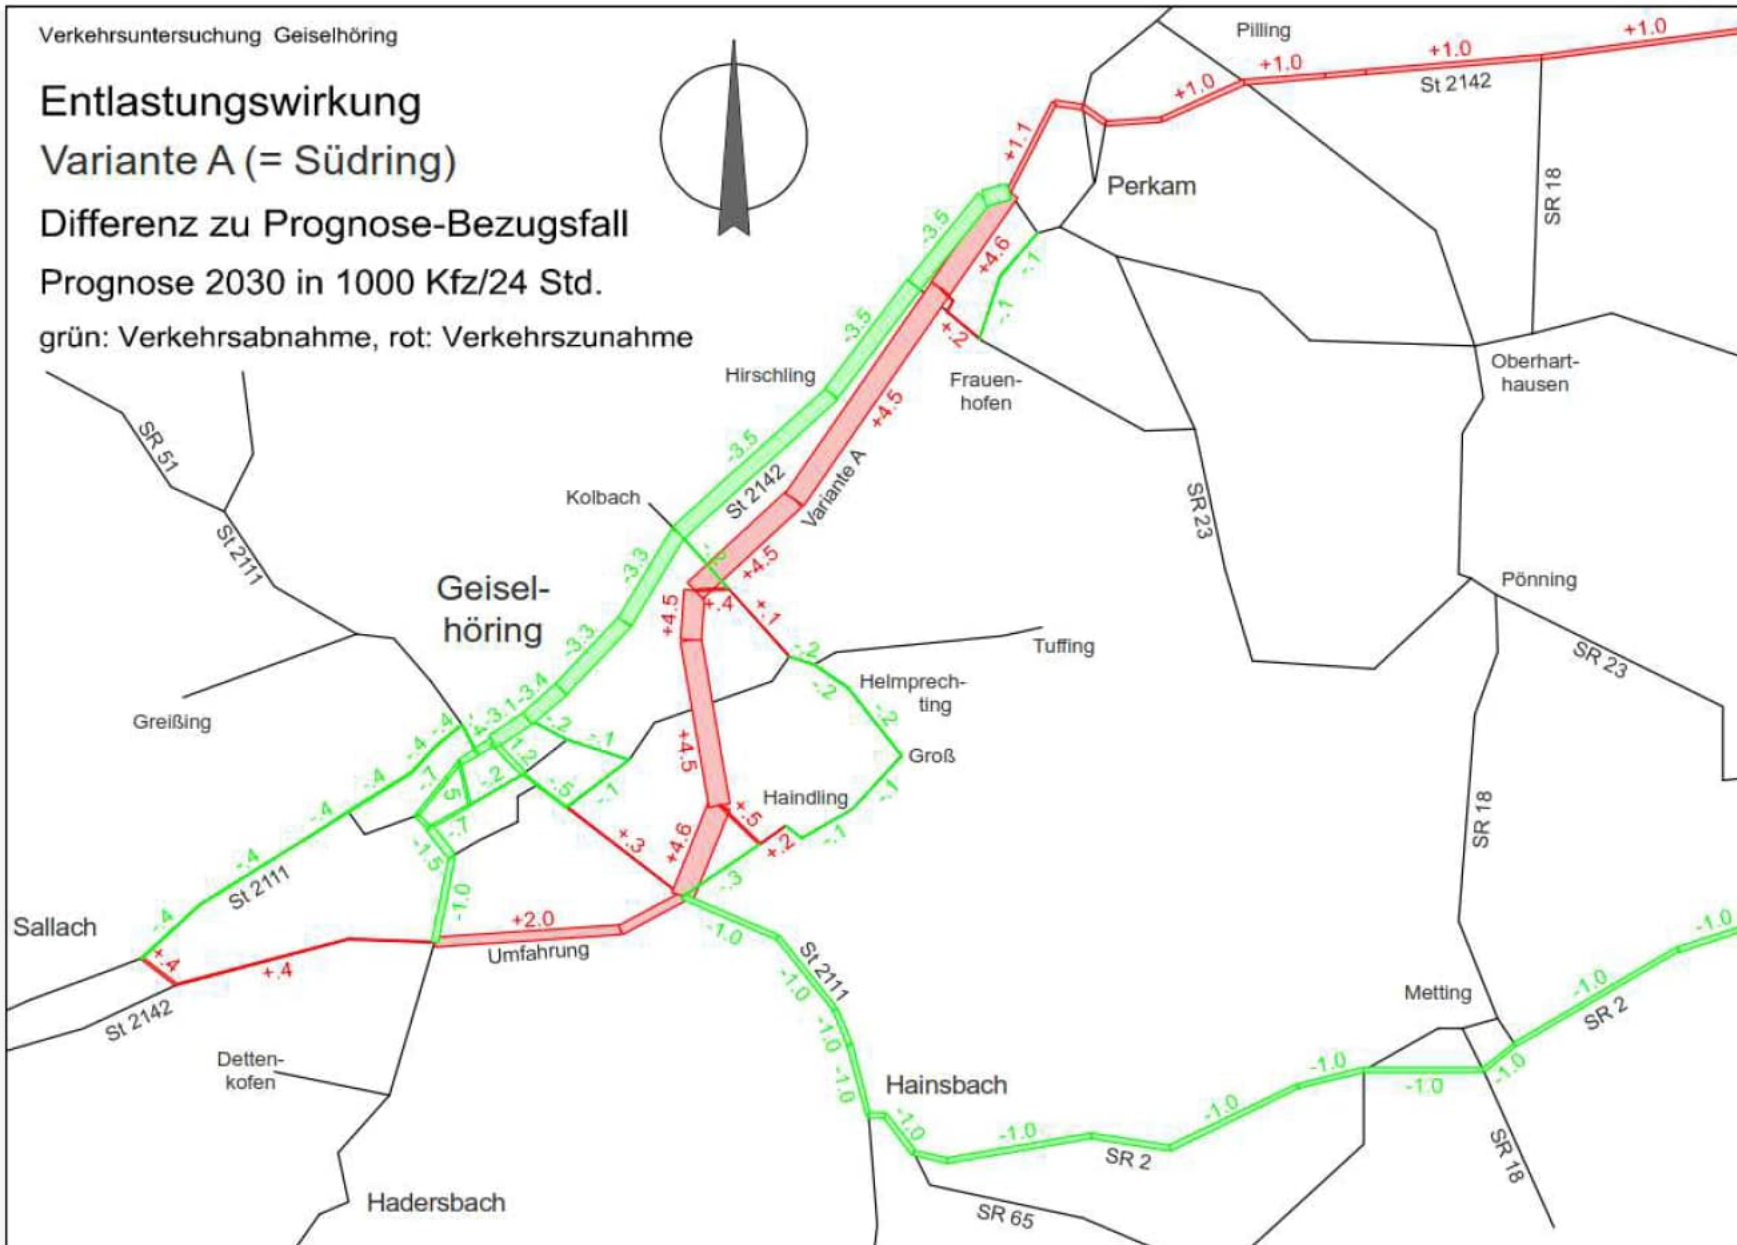 Verkehrsuntersuchung Geiselhöring
Entlastungswirkung
Variante A (= Südring)
Differenz zu Prognose-Bezugsfall
Prognose 2030 in 1000 Kfz/24 Std.
grün: Verkehrsabnahme, rot: Verkehrszunahme
Pilling
+1.0
+1.0
+1.0
+1.0
St 2142
+1.1
Perkam
SR 18
-3.5
+4.6
-.1
-.1
+.2
-3.5
Hirschling
Frauen-
hofen
Oberhart-
hausen
+4.5
SR 51
-3.5
St 2142
Variante A
Kolbach
SR 23
St 2111
-3.3
+4.5
Geisel-
höring
+4.5
+.4
+.1
Pönning
-3.3
-.2
Tuffing
SR 23
-.2
Helmprech-
ting
-3.4
-3.1
Greißing
-.4
-.4
-.2
-.2
-.1
+4.5
Groß
-.4
-.7
-.2
-.5
-.1
-.1
Haindling
-.4
-.7
+.5
SR 18
-.4
-1.5
+.3
+4.6
+.2
-.1
St 2111
-1.0
-.3
Sallach
-.4
+2.0
-1.0
-1.0
+.4
+.4
Umfahrung
St 2111
-1.0
St 2142
Metting
-1.0
SR 2
-1.0
Detten-
kofen
-1.0
-1.0
-1.0
-1.0
Hainsbach
-1.0
-1.0
-1.0
SR 2
SR 18
Hadersbach
SR 65